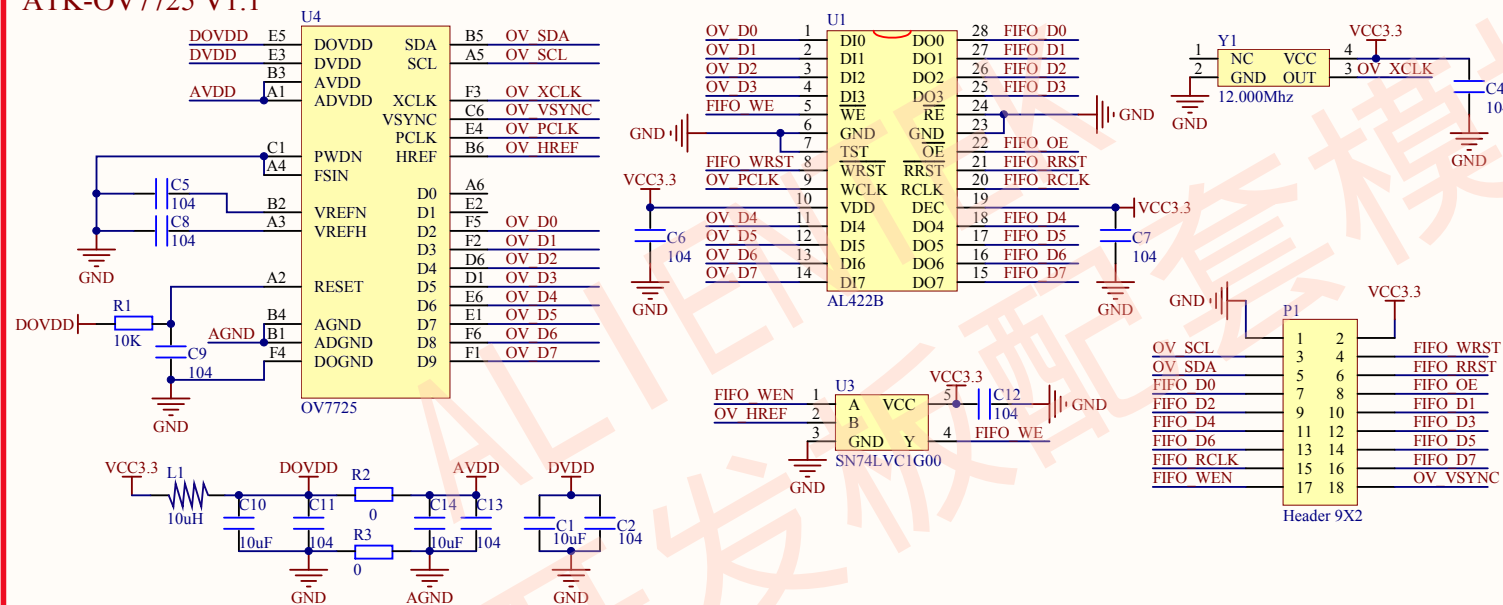 ATK-OV7725 V1.1
U4
DOVDD E5 DOVDD SDA B5 OV_SDA
DVDD E3 DVDD SCL A5 OV_SCL
B3 AVDD
AVDD A1 ADVDD XCLK F3 OV_XCLK
VSYNC C6 OV_VSYNC
PCLK E4 OV_PCLK
C1 PWDN HREF B6 OV_HREF
A4 FSIN
D0 A6
C5 104 B2 VREFN D1 E2
C8 104 A3 VREFH D2 F5 OV_D0
D3 F2 OV_D1
D4 D6 OV_D2
GND
A2 RESET D5 D1 OV_D3
D6 E6 OV_D4
DOVDD R1 10K B4 AGND D7 E1 OV_D5
AGND B1 ADGND D8 F6 OV_D6
C9 104 F4 DOGND D9 F1 OV_D7
GND
OV7725
U1
OV_D0 1 DI0 DO0 28 FIFO_D0
OV_D1 2 DI1 DO1 27 FIFO_D1
OV_D2 3 DI2 DO2 26 FIFO_D2
OV_D3 4 DI3 DO3 25 FIFO_D3
FIFO_WE 5 WE RE 24 GND
GND 6 GND GND 23
7 TST OE 22 FIFO_OE
FIFO_WRST 8 WRST RRST 21 FIFO_RRST
OV_PCLK 9 WCLK RCLK 20 FIFO_RCLK
VCC3.3 10 VDD DEC 19 VCC3.3
OV_D4 11 DI4 DO4 18 FIFO_D4
OV_D5 12 DI5 DO5 17 FIFO_D5
OV_D6 13 DI6 DO6 16 FIFO_D6
OV_D7 14 DI7 DO7 15 FIFO_D7
AL422B
C6 104
GND
C7 104
GND
Y1
VCC3.3
1 NC VCC 4
2 GND OUT 3 OV_XCLK
12.000Mhz
GND
GND
VCC3.3
GND
P1
1 2
OV_SCL 3 4 FIFO_WRST
OV_SDA 5 6 FIFO_RRST
FIFO_D0 7 8 FIFO_OE
FIFO_D2 9 10 FIFO_D1
FIFO_D4 11 12 FIFO_D3
FIFO_D6 13 14 FIFO_D5
FIFO_RCLK 15 16 FIFO_D7
FIFO_WEN 17 18 OV_VSYNC
Header 9X2
U3
VCC3.3
FIFO_WEN 1 A VCC 5 C12 104 GND
OV_HREF 2 B
3 GND Y 4 FIFO_WE
SN74LVC1G00
GND
VCC3.3 L1 10uH DOVDD R2 0 AVDD DVDD
C10 10uF C11 104 C14 10uF C13 104 C1 10uF C2 104
R3 0
GND AGND GND
ALIENTEK
开发板配套模